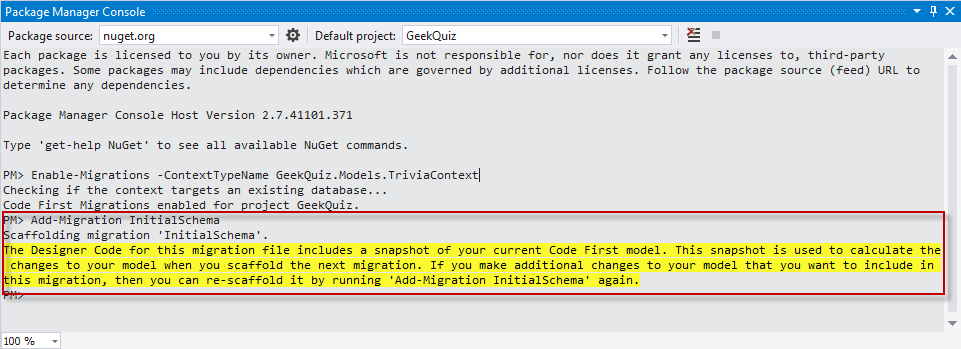 Package Manager Console
Package source: nuget.org Default project: GeekQuiz
Each package is licensed to you by its owner. Microsoft is not responsible for, nor does it grant any licenses to, third-party
packages. Some packages may include dependencies which are governed by additional licenses. Follow the package source (feed) URL to
determine any dependencies.
Package Manager Console Host Version 2.7.41101.371
Type 'get-help NuGet' to see all available NuGet commands.
PM> Enable-Migrations -ContextTypeName GeekQuiz.Models.TriviaContext
Checking if the context targets an existing database...
Code First Migrations enabled for project GeekQuiz.
PM> Add-Migration InitialSchema
Scaffolding migration 'InitialSchema'.
The Designer Code for this migration file includes a snapshot of your current Code First model. This snapshot is used to calculate the
changes to your model when you scaffold the next migration. If you make additional changes to your model that you want to include in
this migration, then you can re-scaffold it by running 'Add-Migration InitialSchema' again.
PM>
100 %